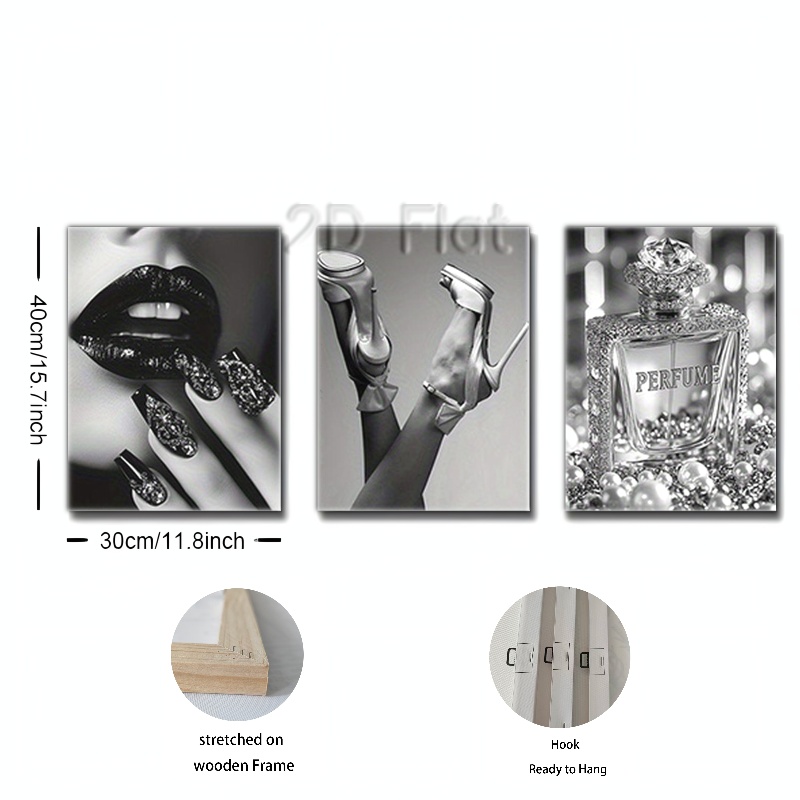 2D Flat
40cm/15.7inch
PERFUME
30cm/11.8inch
stretched on
wooden Frame
Hook
Ready to Hang